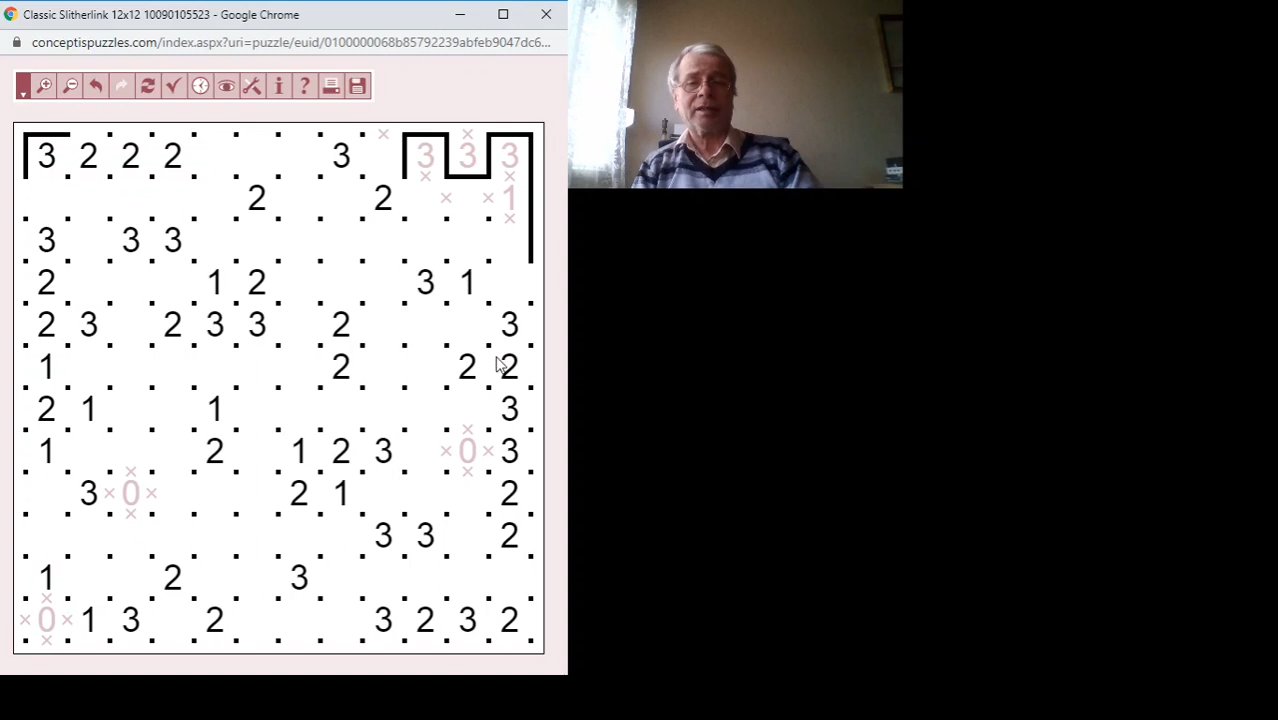 Classic Slitherlink 12x12 10090105523 - Google Chrome
conceptispuzzles.com/index.aspx?uri=puzzle/euid/0100000068b85792239abfeb9047dc6...
3 2 2 2 3 3 3 3
2 2 1
3 3 3
2 1 2 3 1
2 3 2 3 3 2 3
1 2 2 2
2 1 1 3
1 2 1 2 3 0 3
3 0 2 1 2
3 3 2
1 2 3
0 1 3 2 3 2 3 2